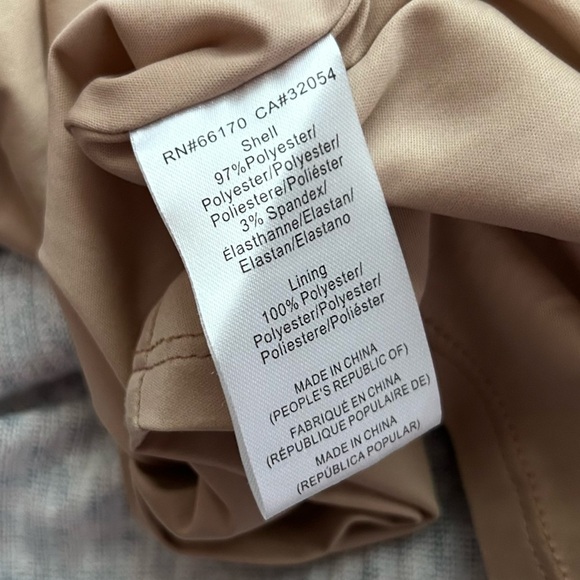 RN#66170 CA#32054
Shell
97%Polyester/
Polyester/Polyester/
Poliestere/Poliéster
3% Spandex/
Élasthanne/Elastan/
Elastan/Elastano
Lining
100% Polyester/
Polyester/Polyester/
Poliestere/Poliéster
MADE IN CHINA
(PEOPLE'S REPUBLIC OF)
FABRIQUÉ EN CHINA
(RÉPUBLIQUE POPULAIRE DE)
MADE IN CHINA
(REPÚBLICA POPULAR)